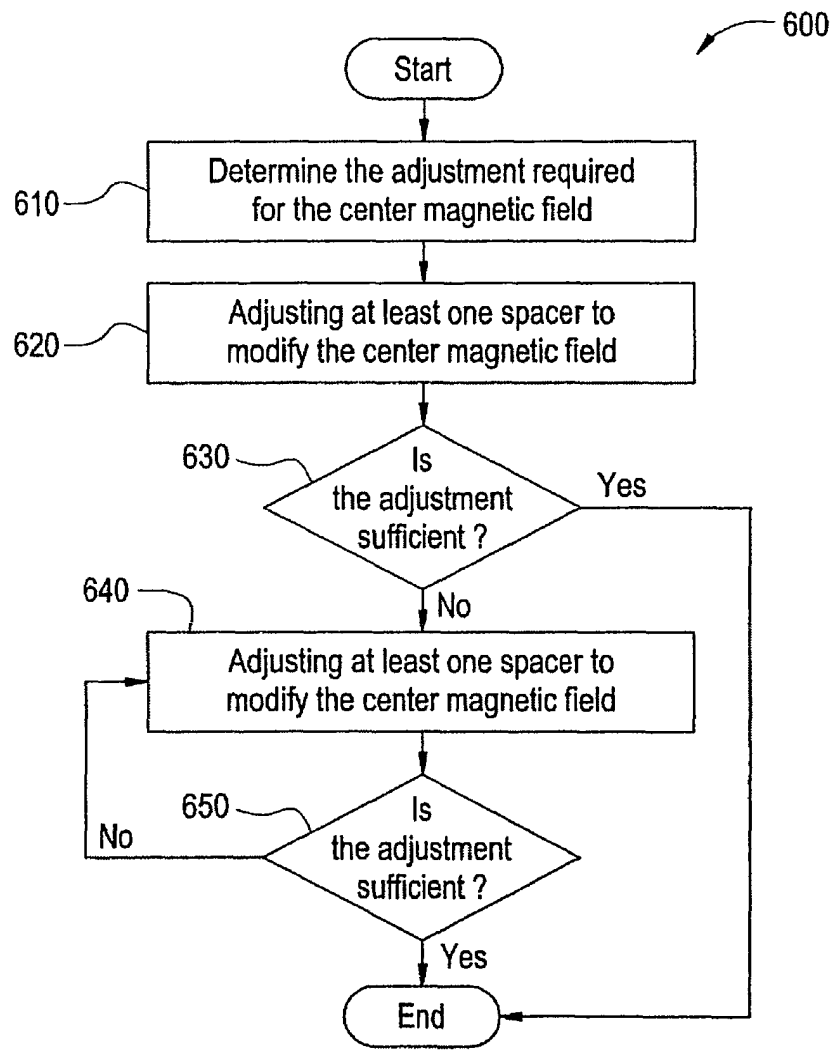 600
Start
610
Determine the adjustment required
for the center magnetic field
620
Adjusting at least one spacer to
modify the center magnetic field
630
Is
the adjustment
sufficient ?
Yes
No
640
Adjusting at least one spacer to
modify the center magnetic field
650
Is
the adjustment
sufficient ?
No
Yes
End